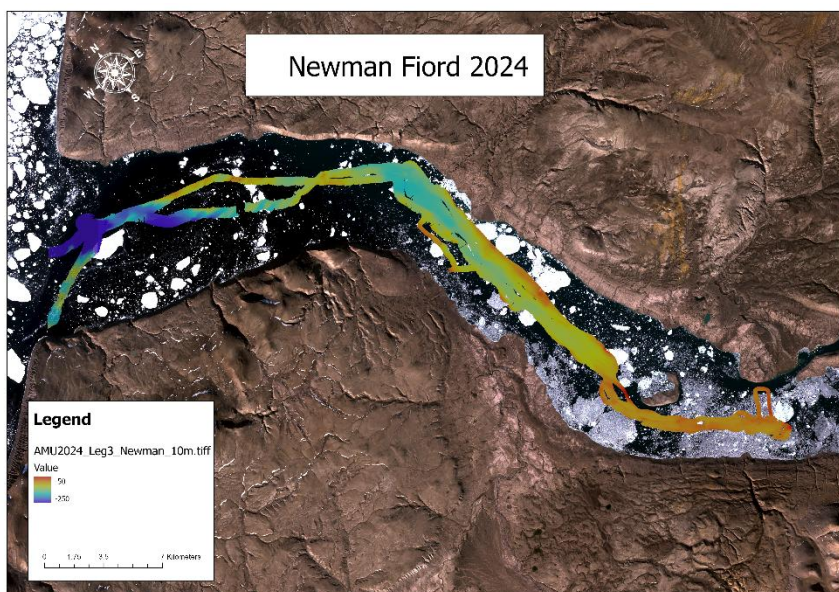 Newman Fiord 2024
N
E
W
S
Legend
AMU2024_Leg3_Newman_10m.tiff
Value
50
-250
0 1.75 3.5 7 Kilometers